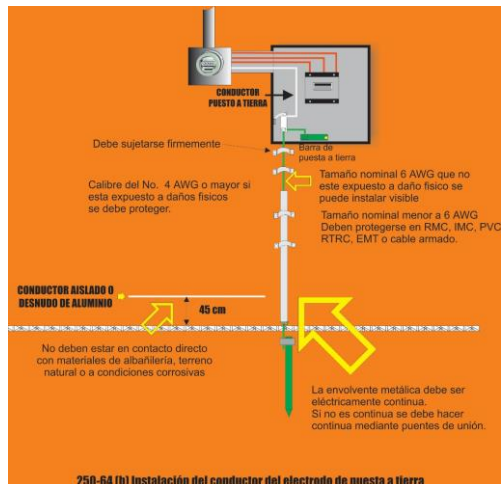 CONDUCTOR
PUESTO A TIERRA
Debe sujetarse firmemente
Barra de
puesta a tierra
Calibre del No. 4 AWG o mayor si
esta expuesto a daños fisicos
se debe proteger.
Tamaño nominal 6 AWG que no
este expuesto a daño fisico se
puede instalar visible
Tamaño nominal menor a 6 AWG
Deben protegerse en RMC, IMC, PVC,
RTRC, EMT o cable armado.
CONDUCTOR AISLADO O
DESNUDO DE ALUMINIO
45 cm
No deben estar en contacto directo
con materiales de albañilería, terreno
natural o a condiciones corrosivas
La envolvente metálica debe ser
eléctricamente continua.
Si no es continua se debe hacer
continua mediante puentes de unión.
250-64 (b) Instalación del conductor del electrodo de puesta a tierra